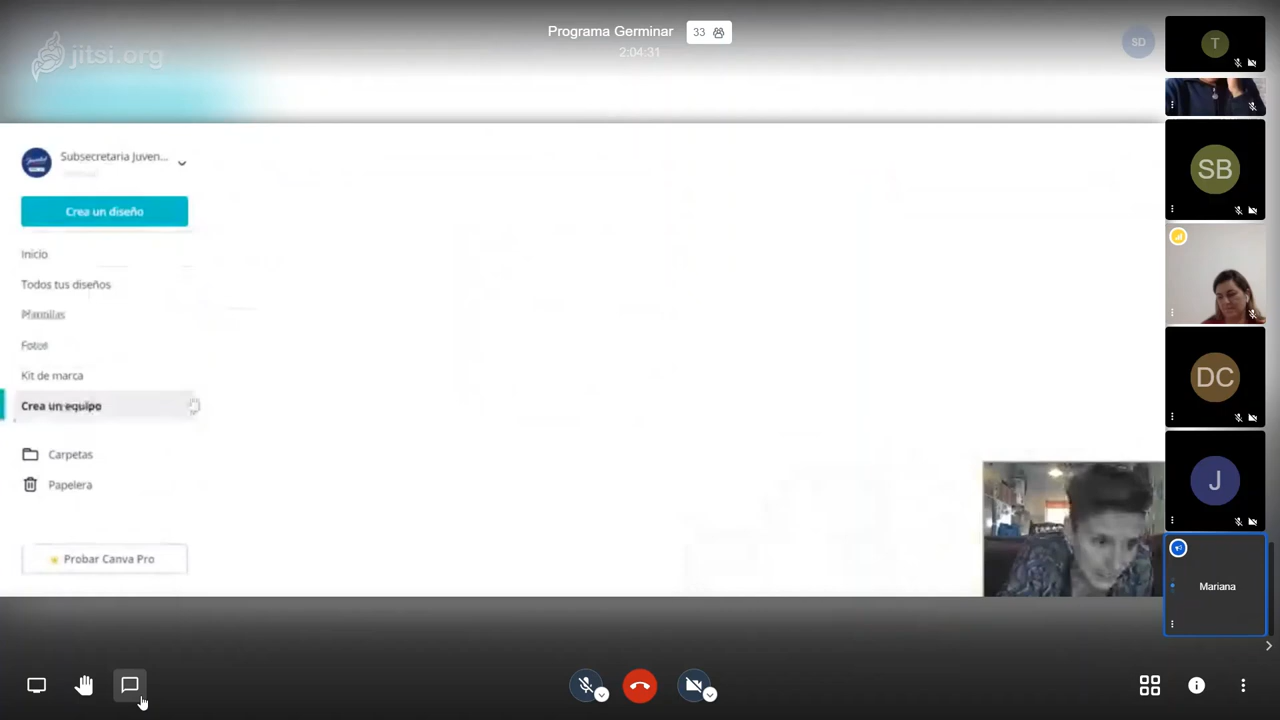 jitsi.org
Programa Germinar
33
2:04:31
SD
T
Subsecretaria Juven...
Crea un diseño
Inicio
Todos tus diseños
Plantillas
Fotos
Kit de marca
Crea un equipo
Carpetas
Papelera
Probar Canva Pro
SB
DC
J
Mariana